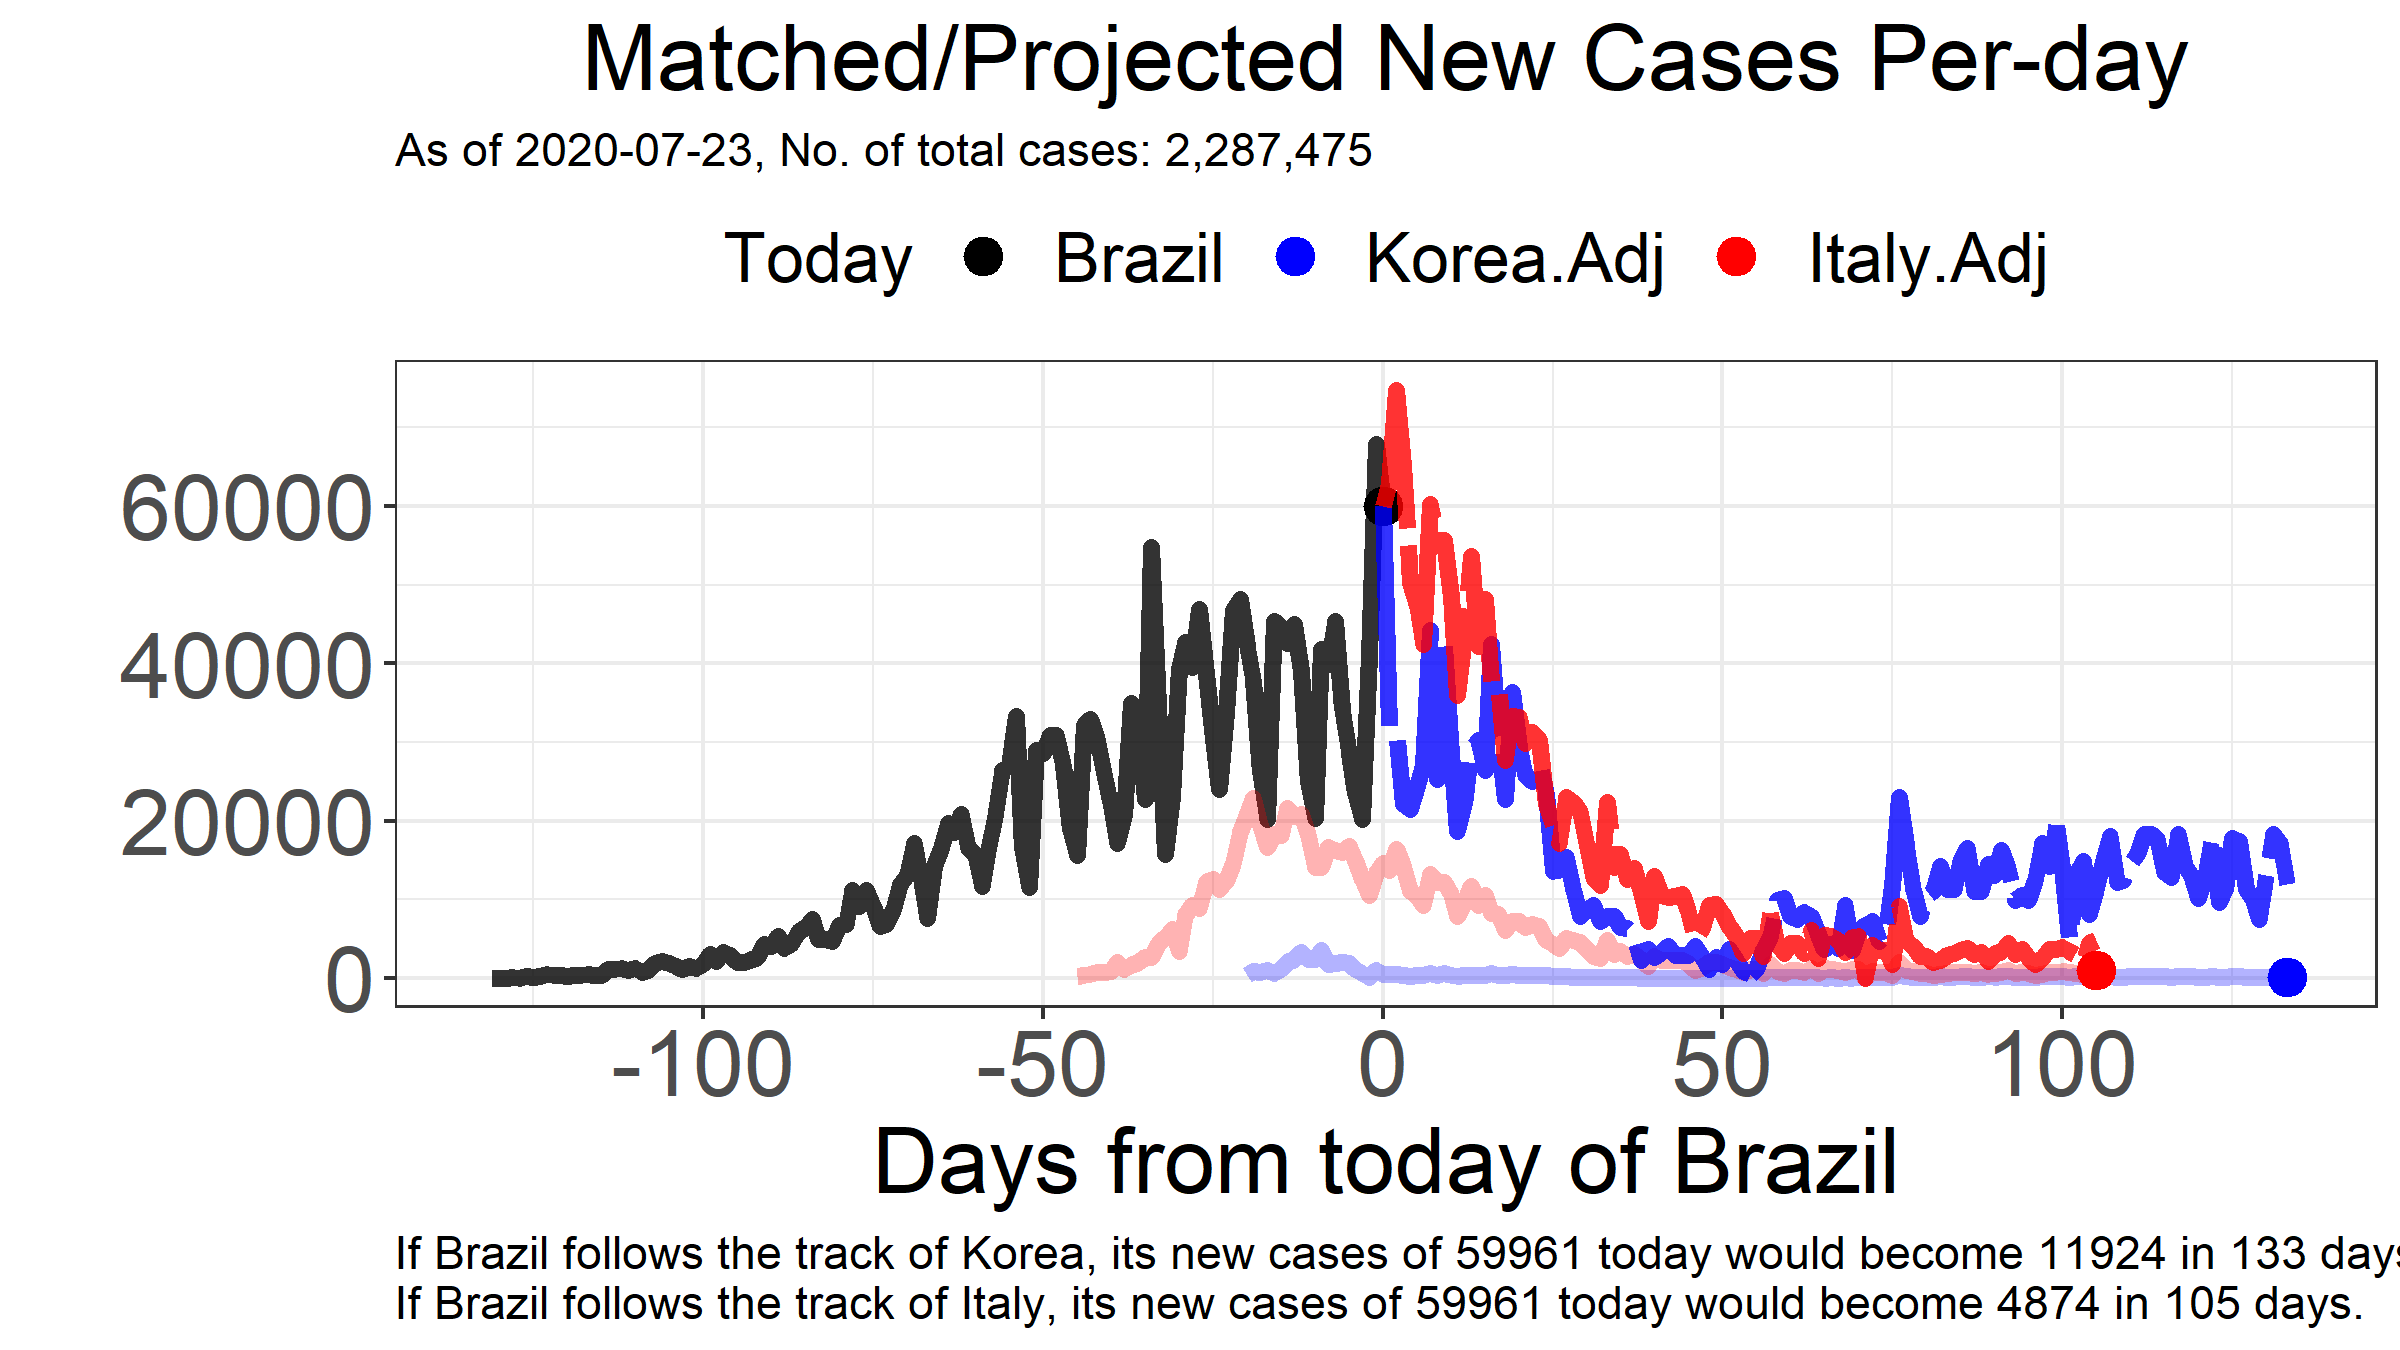 Matched/Projected New Cases Per-day
As of 2020-07-23, No. of total cases: 2,287,475
Today Brazil Korea.Adj Italy.Adj
60000
40000
20000
0
-100 -50 0 50 100
Days from today of Brazil
If Brazil follows the track of Korea, its new cases of 59961 today would become 11924 in 133 days
If Brazil follows the track of Italy, its new cases of 59961 today would become 4874 in 105 days.